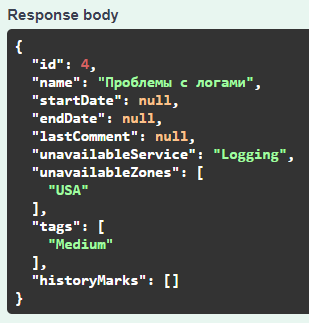 Response body
{
  "id": 4,
  "name": "Проблемы с логами",
  "startDate": null,
  "endDate": null,
  "lastComment": null,
  "unavailableService": "Logging",
  "unavailableZones": [
    "USA"
  ],
  "tags": [
    "Medium"
  ],
  "historyMarks": []
}